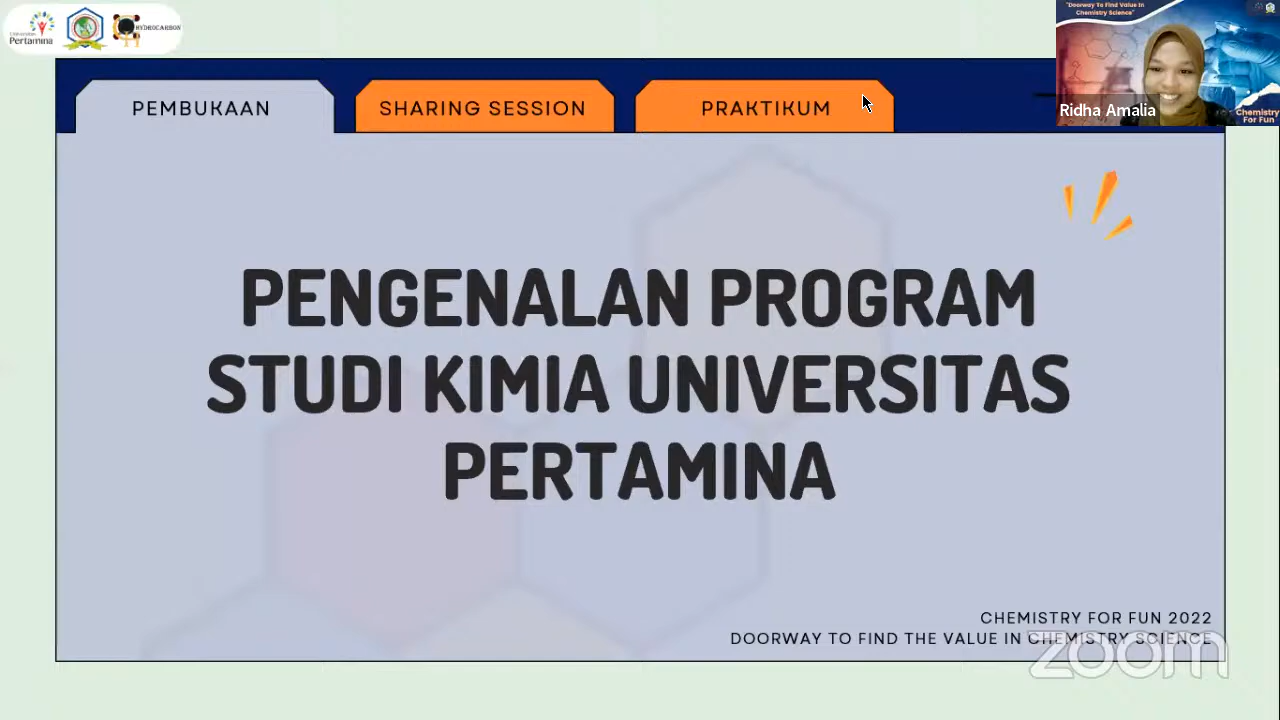 Universitas
Pertamina
HYDROCARBON
"Doorway To Find Value In
Chemistry Science"
Ridha Amalia
Chemistry
For Fun
PEMBUKAAN
SHARING SESSION
PRAKTIKUM
PENGENALAN PROGRAM
STUDI KIMIA UNIVERSITAS
PERTAMINA
CHEMISTRY FOR FUN 2022
DOORWAY TO FIND THE VALUE IN CHEMISTRY SCIENCE
zoom